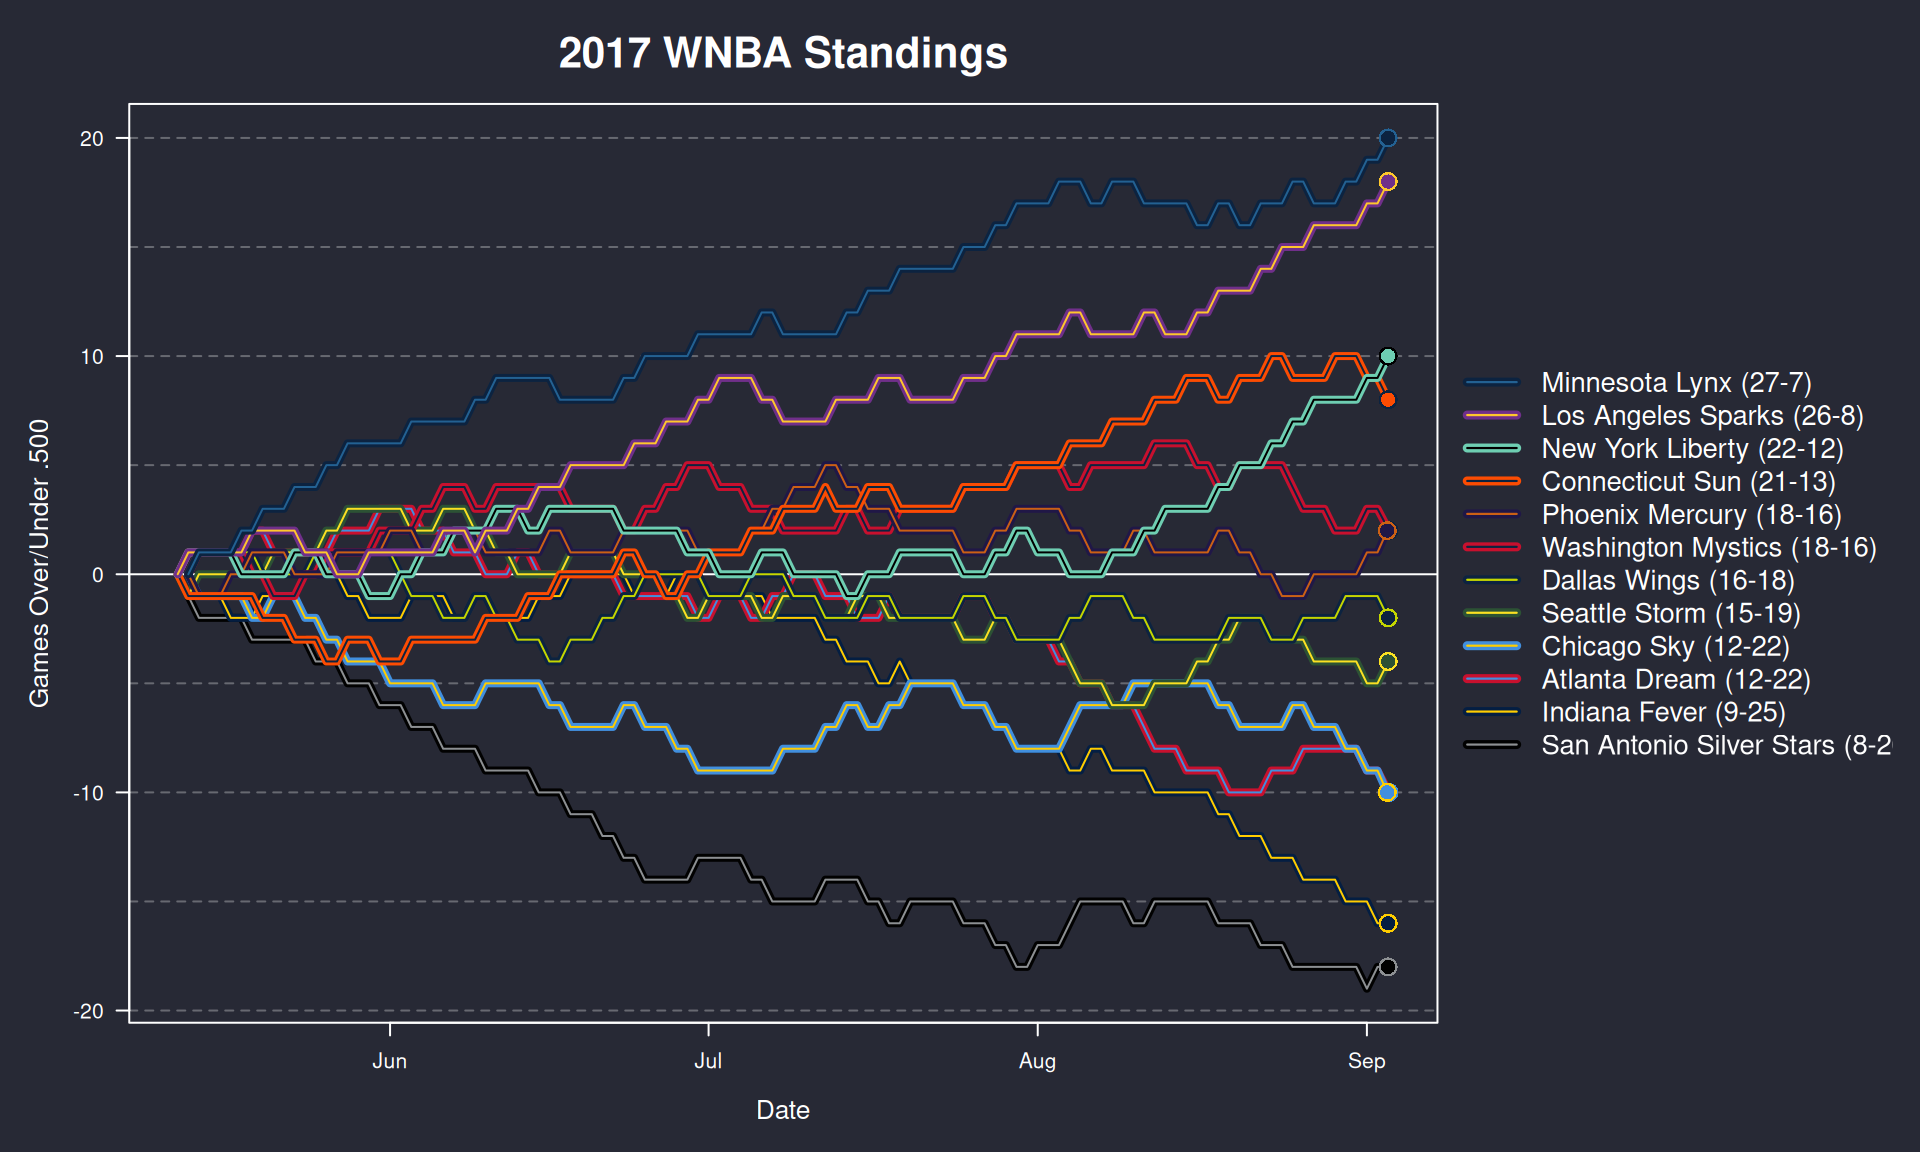 2017 WNBA Standings
Games Over/Under .500
20
10
0
-10
-20
Jun
Jul
Aug
Sep
Date
Minnesota Lynx (27-7)
Los Angeles Sparks (26-8)
New York Liberty (22-12)
Connecticut Sun (21-13)
Phoenix Mercury (18-16)
Washington Mystics (18-16)
Dallas Wings (16-18)
Seattle Storm (15-19)
Chicago Sky (12-22)
Atlanta Dream (12-22)
Indiana Fever (9-25)
San Antonio Silver Stars (8-2